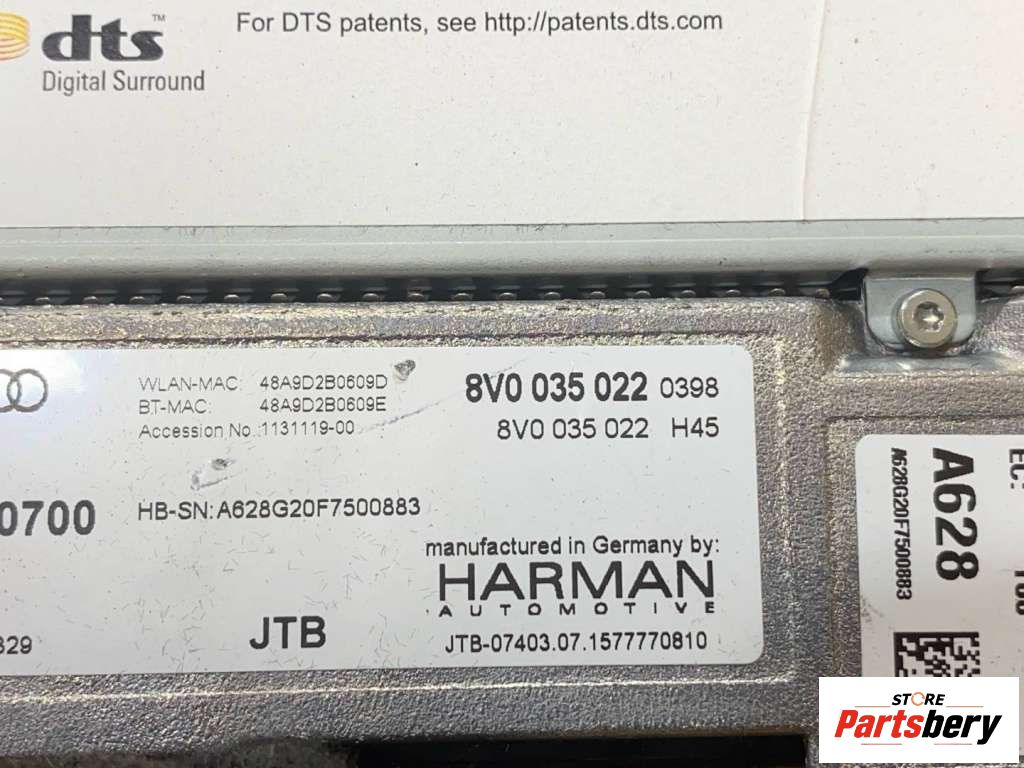 dts™
Digital Surround
For DTS patents, see http://patents.dts.com
WLAN-MAC: 48A9D2B0609D
BT-MAC: 48A9D2B0609E
Accession No.:1131119-00
8V0 035 022 0398
8V0 035 022 H45
0700
HB-SN:A628G20F7500883
manufactured in Germany by:
HARMAN
AUTOMOTIVE
329
JTB
JTB-07403.07.1577770810
EC:
A628
A628G20F7500883
STORE
Partsbery